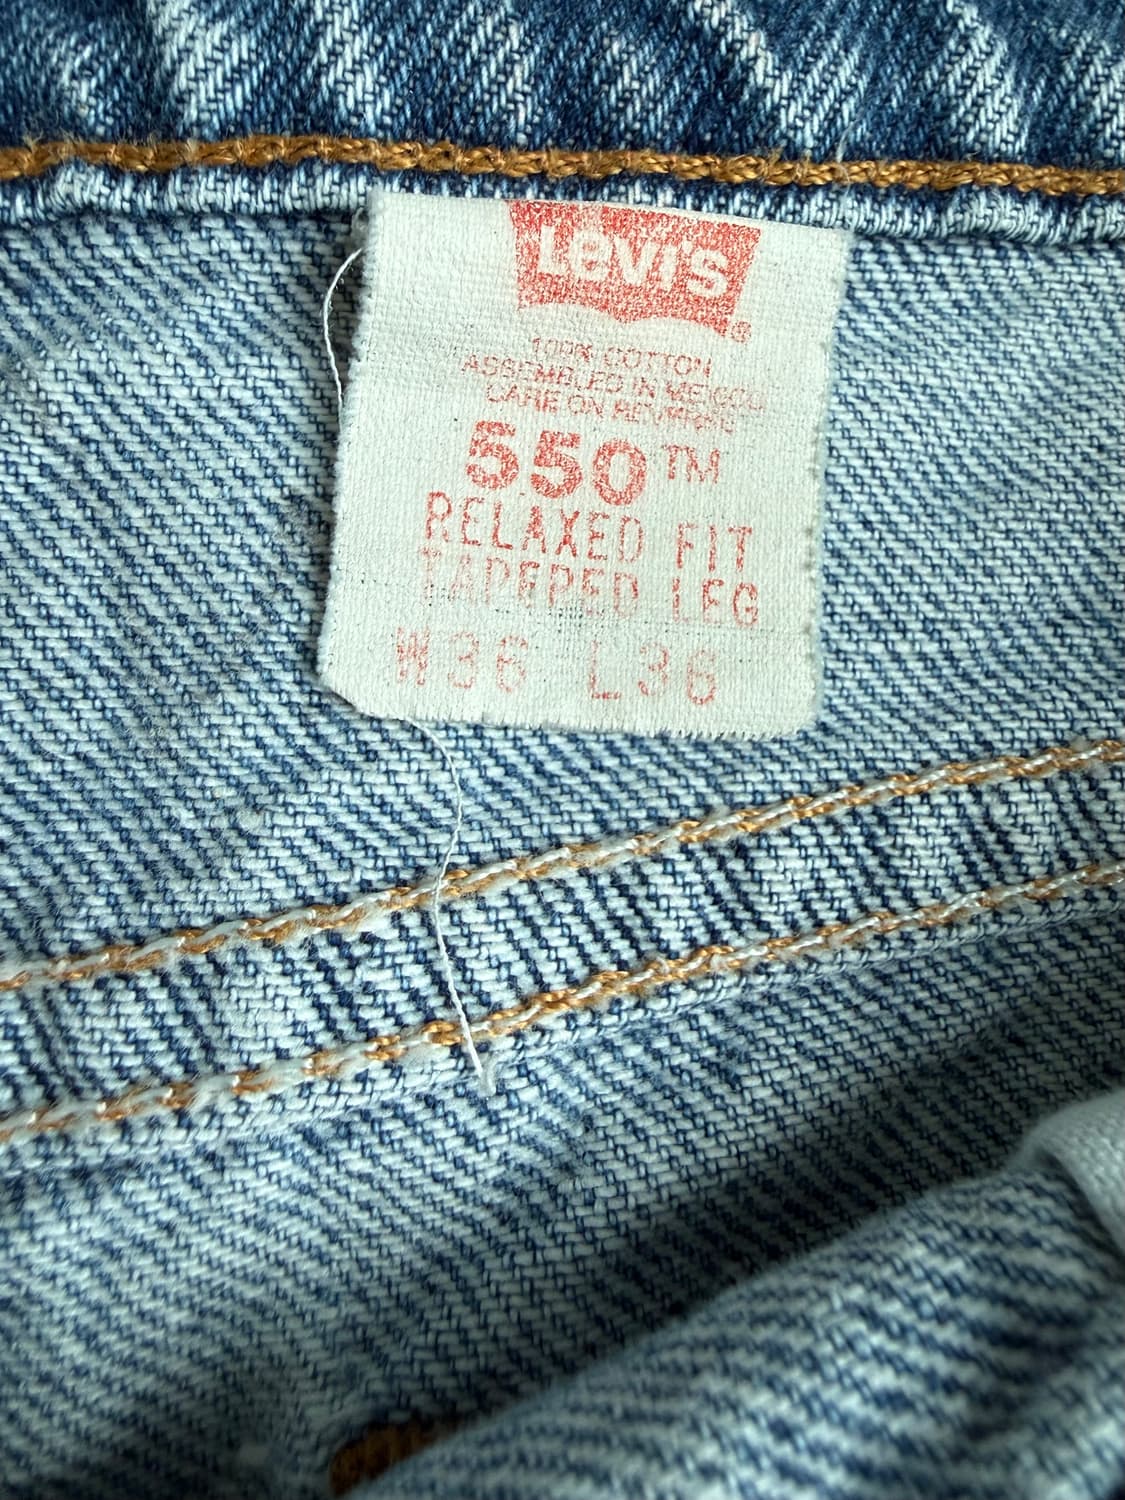 Levi's
®
100% COTTON
ASSEMBLED IN MEXICO
CARE ON REVERSE
550™
RELAXED FIT
TAPERED LEG
W36 L36